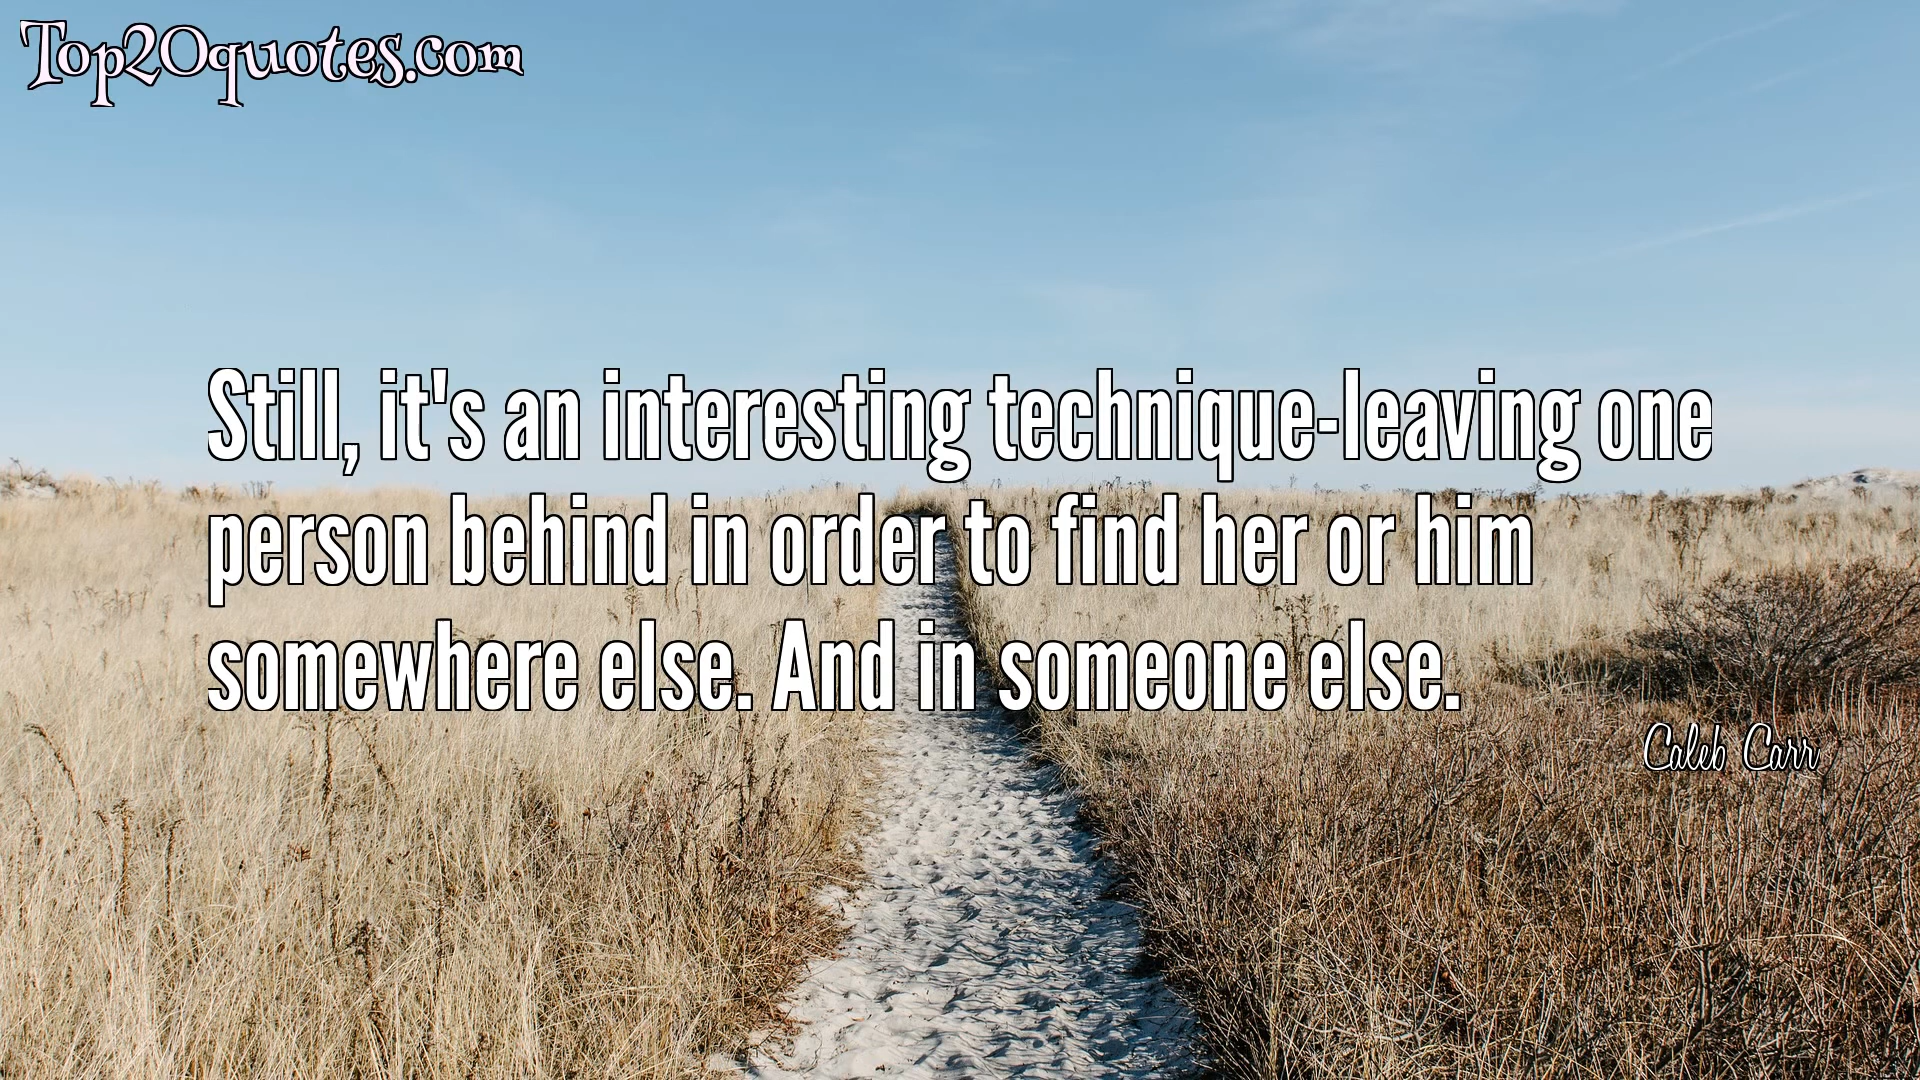 Top20quotes.com
Still, it's an interesting technique-leaving one
person behind in order to find her or him
somewhere else. And in someone else.
Caleb Carr